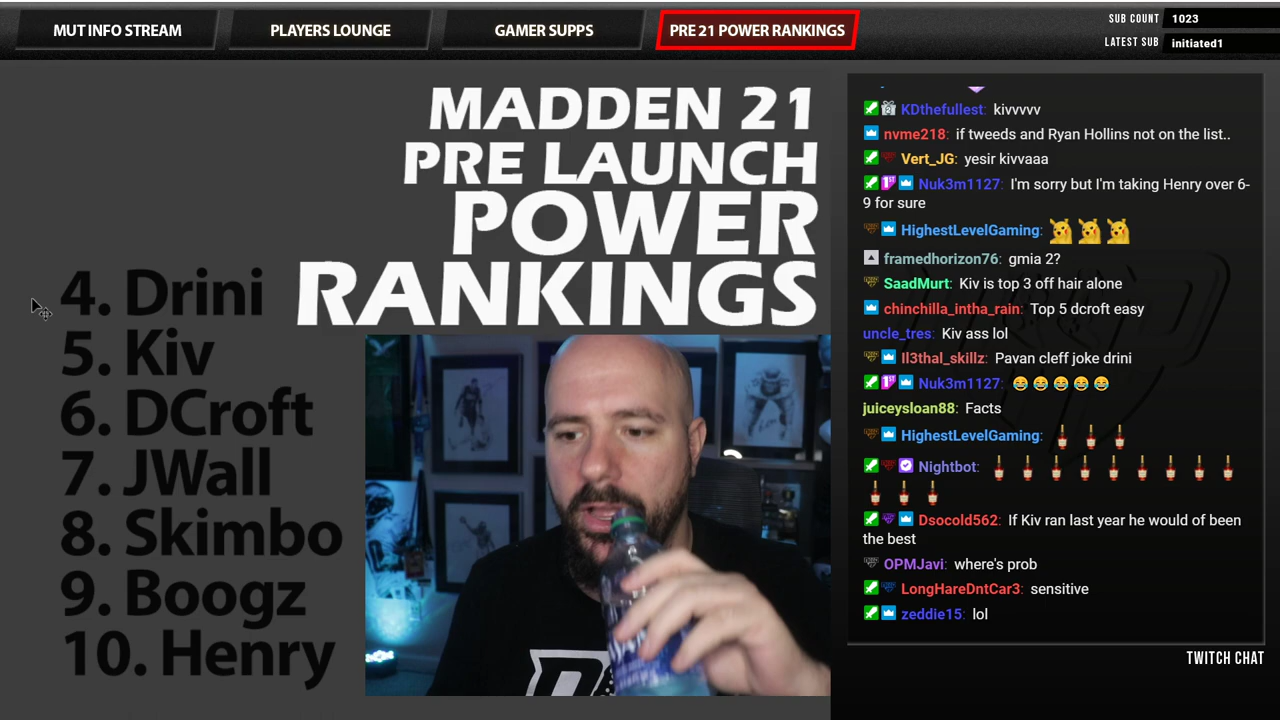 MUT INFO STREAM
PLAYERS LOUNGE
GAMER SUPPS
PRE 21 POWER RANKINGS
SUB COUNT 1023
LATEST SUB initiated1
MADDEN 21
PRE LAUNCH
POWER
RANKINGS
4. Drini
5. Kiv
6. DCroft
7. JWall
8. Skimbo
9. Boogz
10. Henry
KDthefullest: kivvvvv
nvme218: if tweeds and Ryan Hollins not on the list..
Vert_JG: yesir kivvaaa
Nuk3m1127: I'm sorry but I'm taking Henry over 6-
9 for sure
HighestLevelGaming:
framedhorizon76: gmia 2?
SaadMurt: Kiv is top 3 off hair alone
chinchilla_intha_rain: Top 5 dcroft easy
uncle_tres: Kiv ass lol
Il3thal_skillz: Pavan cleff joke drini
Nuk3m1127: 😂 😂 😂 😂 😂
juiceysloan88: Facts
HighestLevelGaming:
Nightbot:
Dsocold562: If Kiv ran last year he would of been
the best
OPMJavi: where's prob
LongHareDntCar3: sensitive
zeddie15: lol
TWITCH CHAT